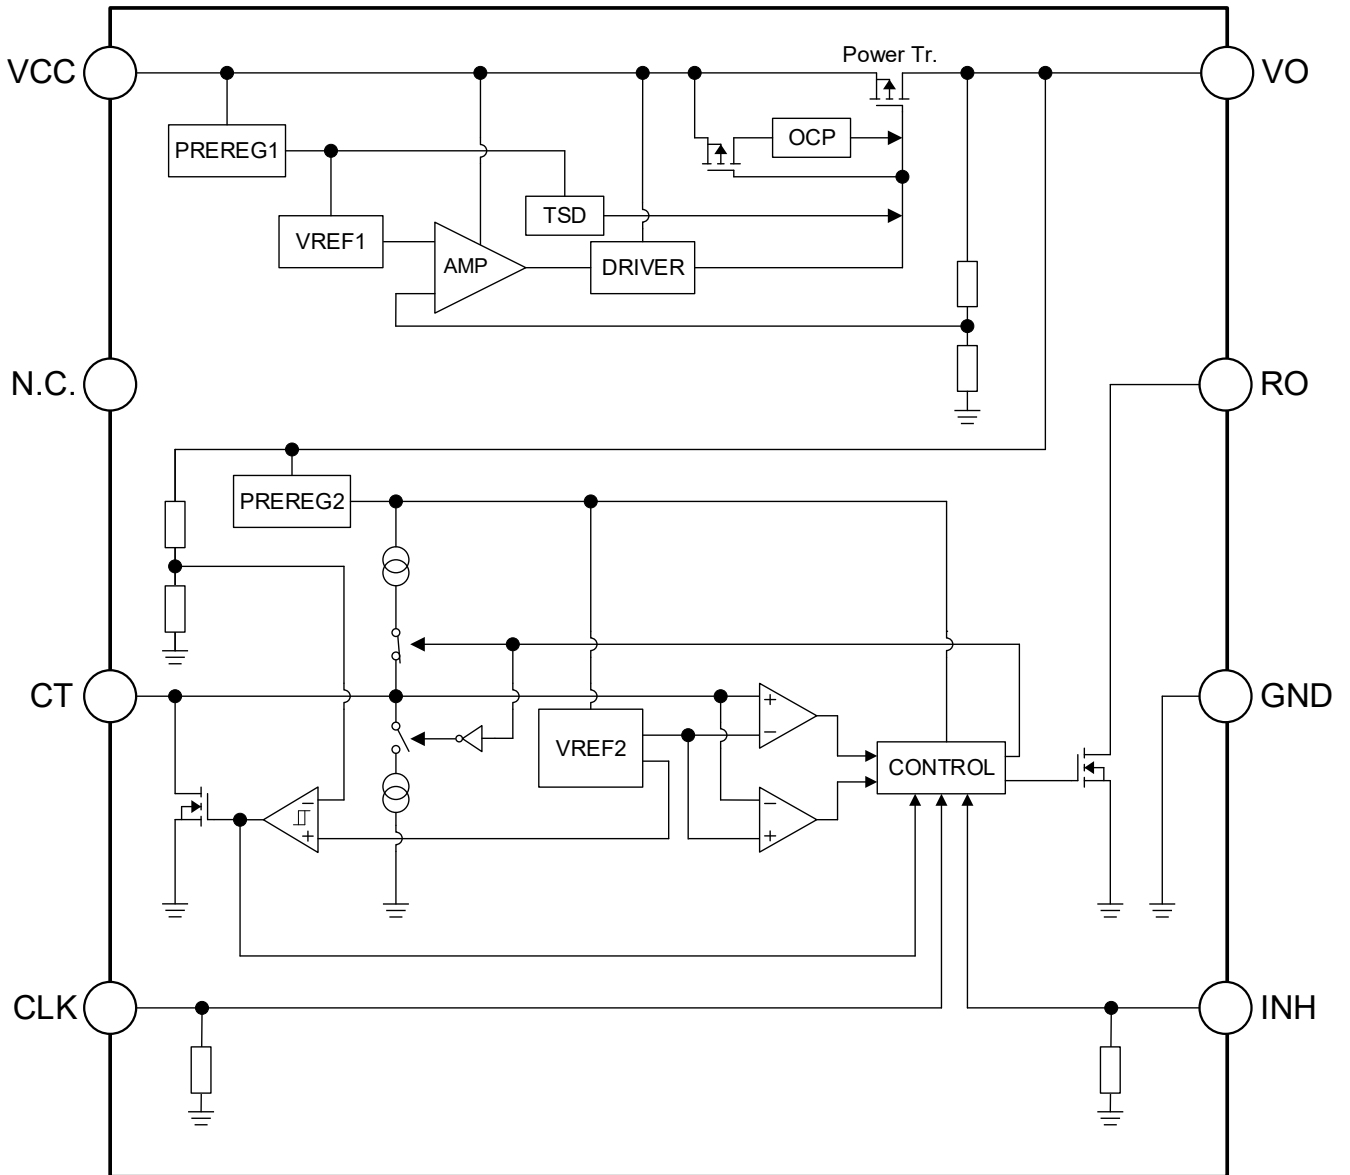 Power Tr.
VCC
VO
PREREG1
OCP
TSD
VREF1
AMP
DRIVER
N.C.
RO
PREREG2
CT
GND
+
−
VREF2
CONTROL
−
+
−
+
CLK
INH